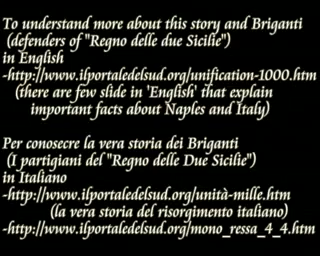 To understand more about this story and Briganti
(defenders of "Regno delle due Sicilie")
in English
-http://www.ilportaledelsud.org/unification-1000.htm
(there are few slide in 'English' that explain
important facts about Naples and Italy)
Per conosecre la vera storia dei Briganti
(I partigiani del "Regno delle Due Sicilie")
in Italiano
-http://www.ilportaledelsud.org/unità-mille.htm
(la vera storia del risorgimento italiano)
-http://www.ilportaledelsud.org/mono_ressa_4_4.htm